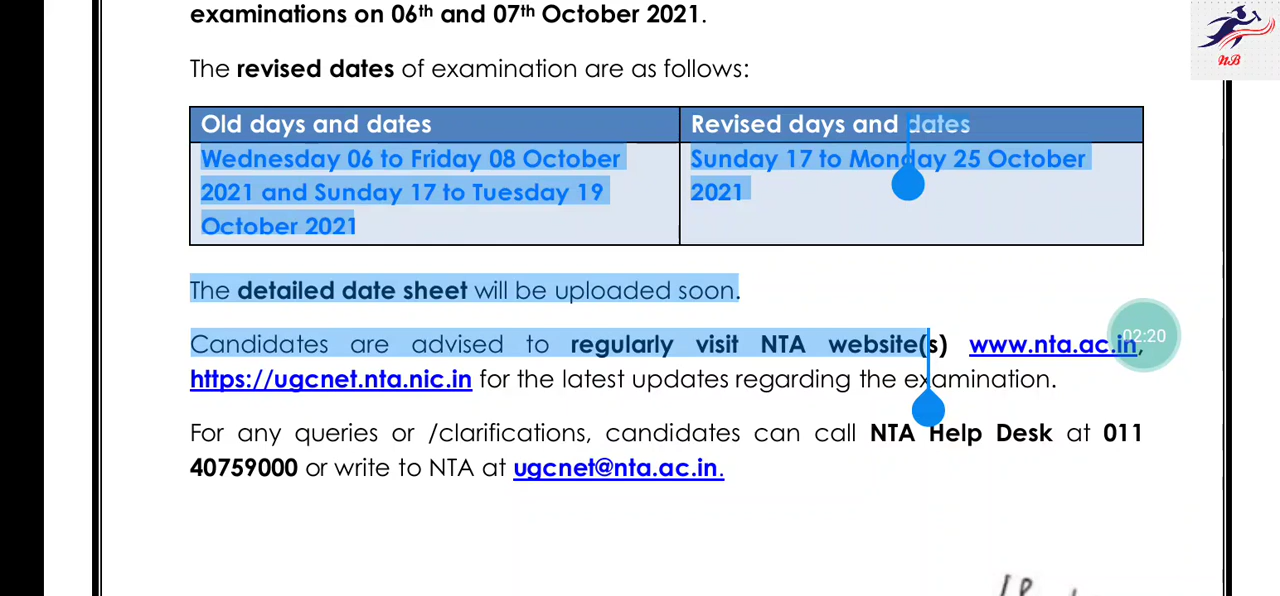 examinations on 06th and 07th October 2021.
The revised dates of examination are as follows:
Old days and dates
Revised days and dates
Wednesday 06 to Friday 08 October
2021 and Sunday 17 to Tuesday 19
October 2021
Sunday 17 to Monday 25 October
2021
The detailed date sheet will be uploaded soon.
Candidates are advised to regularly visit NTA website(s) www.nta.ac.in,
https://ugcnet.nta.nic.in for the latest updates regarding the examination.
For any queries or /clarifications, candidates can call NTA Help Desk at 011
40759000 or write to NTA at ugcnet@nta.ac.in.
02:20
NB